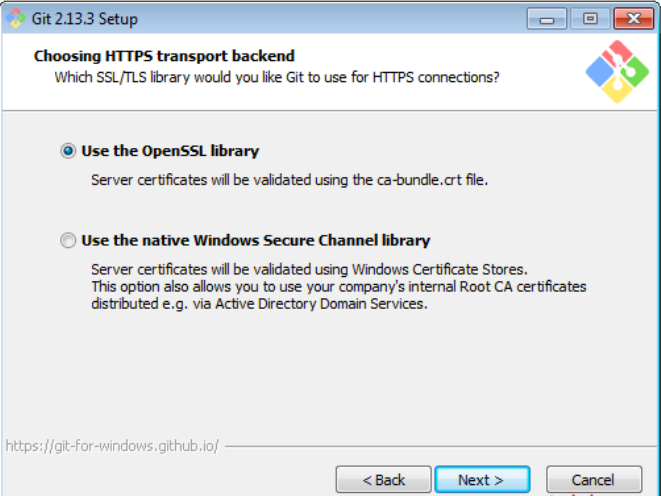 Git 2.13.3 Setup
Choosing HTTPS transport backend
Which SSL/TLS library would you like Git to use for HTTPS connections?
Use the OpenSSL library
Server certificates will be validated using the ca-bundle.crt file.
Use the native Windows Secure Channel library
Server certificates will be validated using Windows Certificate Stores.
This option also allows you to use your company's internal Root CA certificates
distributed e.g. via Active Directory Domain Services.
https://git-for-windows.github.io/
< Back Next > Cancel